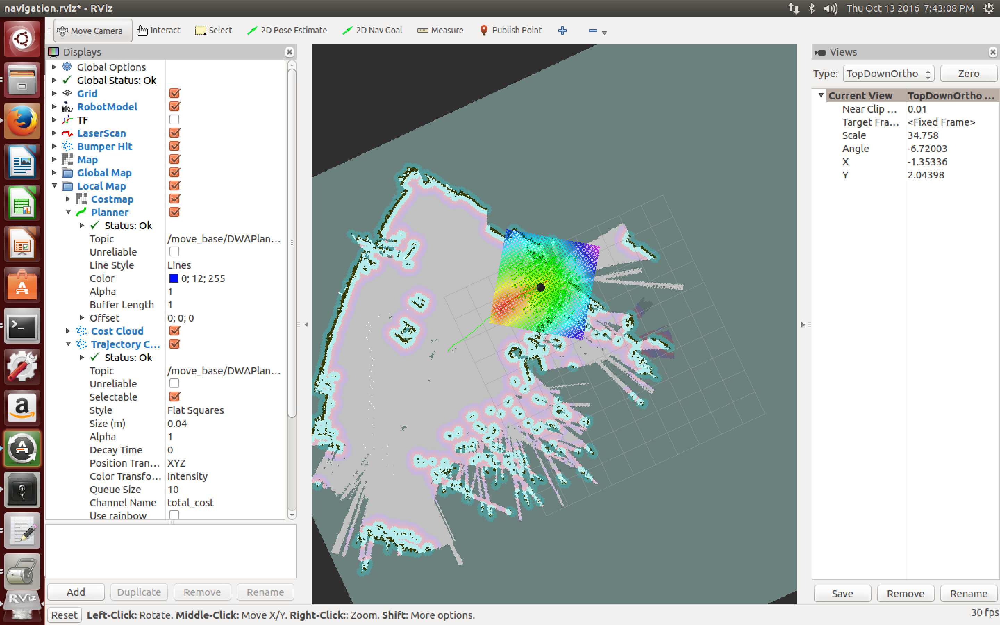 navigation.rviz* - RViz
Thu Oct 13 2016 7:43:08 PM
Move Camera Interact Select 2D Pose Estimate 2D Nav Goal Measure Publish Point
Displays
Global Options
Global Status: Ok
Grid
RobotModel
TF
LaserScan
Bumper Hit
Map
Global Map
Local Map
Costmap
Planner
Status: Ok
Topic /move_base/DWAPlan...
Unreliable
Line Style Lines
Color 0; 12; 255
Alpha 1
Buffer Length 1
Offset 0; 0; 0
Cost Cloud
Trajectory C...
Status: Ok
Topic /move_base/DWAPlan...
Unreliable
Selectable
Style Flat Squares
Size (m) 0.04
Alpha 1
Decay Time 0
Position Tran... XYZ
Color Transfo... Intensity
Queue Size 10
Channel Name total_cost
Use rainbow
Add Duplicate Remove Rename
Views
Type: TopDownOrtho Zero
Current View TopDownOrtho ...
Near Clip ... 0.01
Target Fra... <Fixed Frame>
Scale 34.758
Angle -6.72003
X -1.35336
Y 2.04398
Save Remove Rename
RViz
Reset Left-Click: Rotate. Middle-Click: Move X/Y. Right-Click:: Zoom. Shift: More options.
30 fps